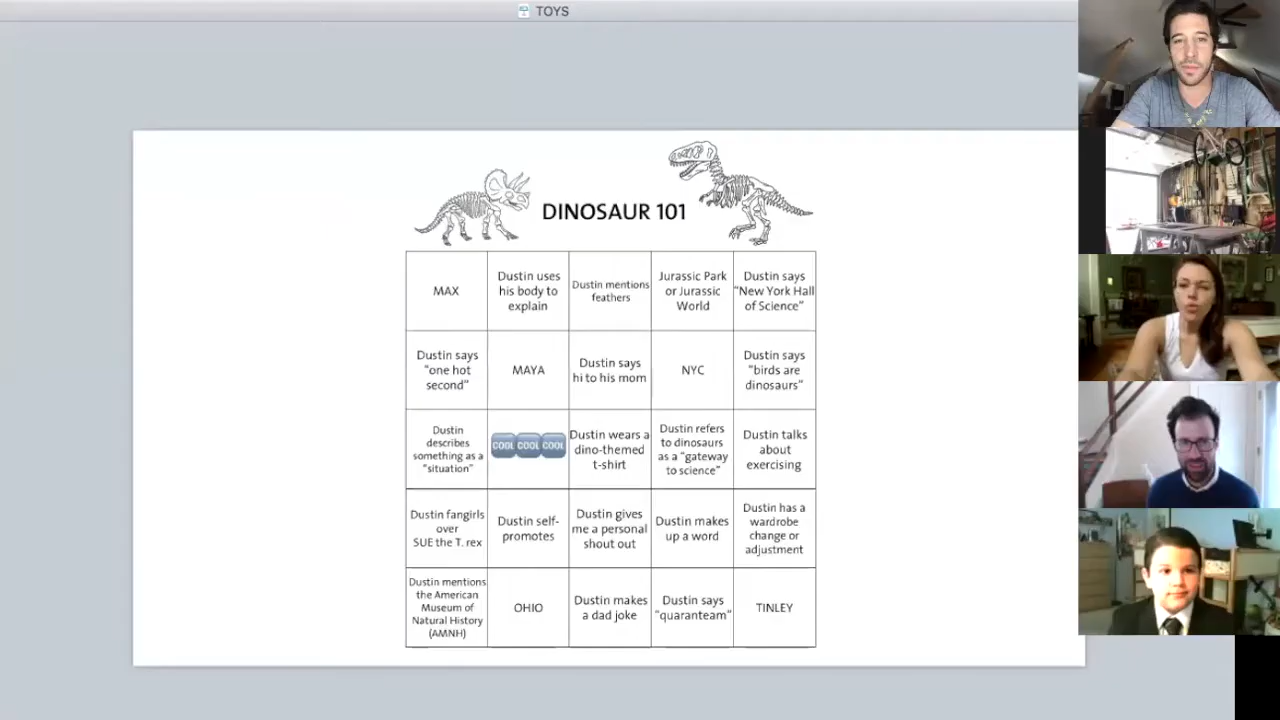 TOYS
DINOSAUR 101
MAX
Dustin uses
his body to
explain
Dustin mentions
feathers
Jurassic Park
or Jurassic
World
Dustin says
“New York Hall
of Science”
Dustin says
“one hot
second”
MAYA
Dustin says
hi to his mom
NYC
Dustin says
“birds are
dinosaurs”
Dustin
describes
something as a
“situation”
COOL COOL COOL
Dustin wears a
dino-themed
t-shirt
Dustin refers
to dinosaurs
as a “gateway
to science”
Dustin talks
about
exercising
Dustin fangirls
over
SUE the T. rex
Dustin self-
promotes
Dustin gives
me a personal
shout out
Dustin makes
up a word
Dustin has a
wardrobe
change or
adjustment
Dustin mentions
the American
Museum of
Natural History
(AMNH)
OHIO
Dustin makes
a dad joke
Dustin says
“quaranteam”
TINLEY